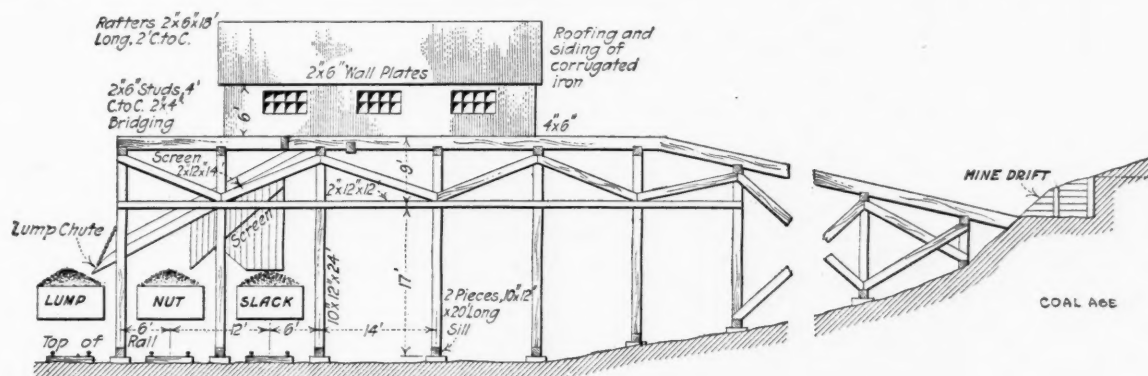 Rafters 2"x6"x18'
Long, 2'C.toC.
2"x6" Wall Plates
Roofing and
siding of
corrugated
iron
2"x6" Studs, 4'
C.toC. 2"x4"
Bridging
6'
4"x6"
Screen
2"x12"x14'
9'
2"x12"x12'
MINE DRIFT
Lump Chute
Screen
LUMP
NUT
SLACK
10"x12"x24'
17'
2 Pieces, 10"x12"
x20' Long
Sill
COAL AGE
6'
12'
6'
14'
Top of Rail